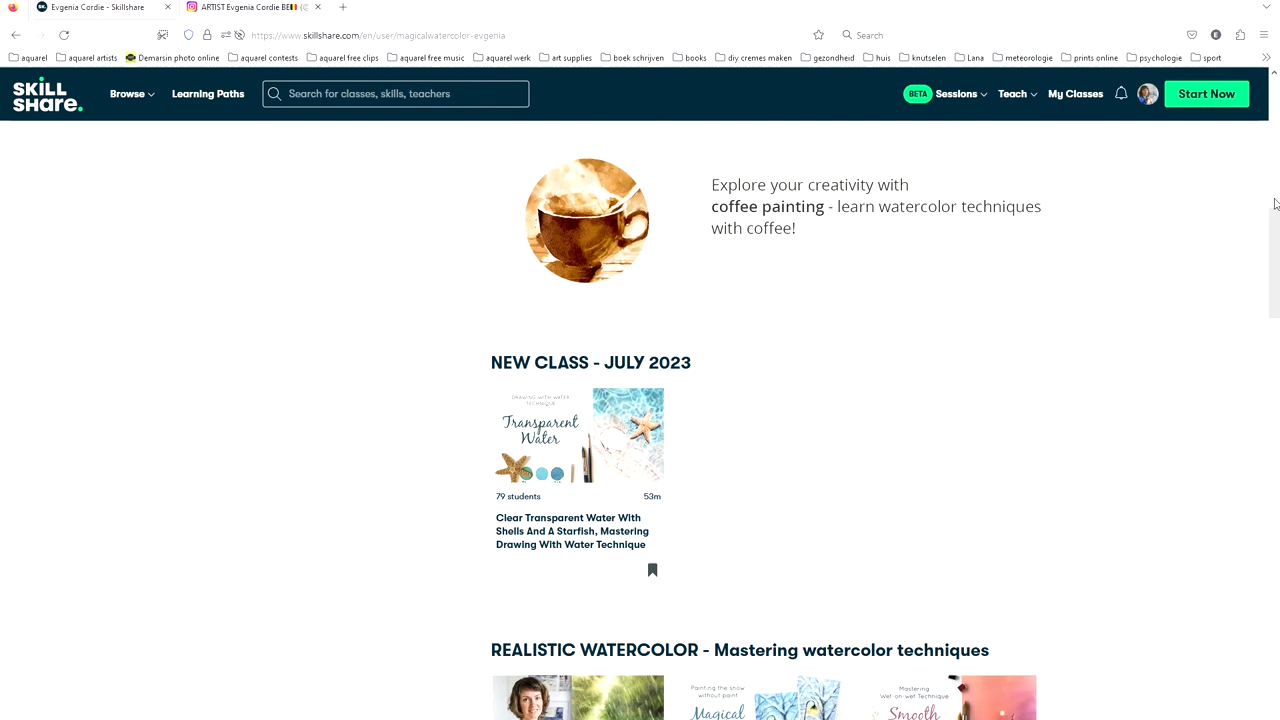 Evgenia Cordie - Skillshare
ARTIST Evgenia Cordie BE
https://www.skillshare.com/en/user/magicalwatercolor-evgenia
Search
aquarel
aquarel artists
Demarsin photo online
aquarel contests
aquarel free clips
aquarel free music
aquarel werk
art supplies
boek schrijven
books
diy cremes maken
gezondheid
huis
knutselen
Lana
meteorologie
prints online
psychologie
sport
SKILL
SHARE.
Browse
Learning Paths
Search for classes, skills, teachers
BETA
Sessions
Teach
My Classes
Start Now
Explore your creativity with
coffee painting - learn watercolor techniques
with coffee!
NEW CLASS - JULY 2023
DRAWING WITH WATER
TECHNIQUE
Transparent
Water
79 students
53m
Clear Transparent Water With
Shells And A Starfish, Mastering
Drawing With Water Technique
REALISTIC WATERCOLOR - Mastering watercolor techniques
Painting the snow
without paint
Magical
Mastering
Wet-on-wet Technique
Smooth